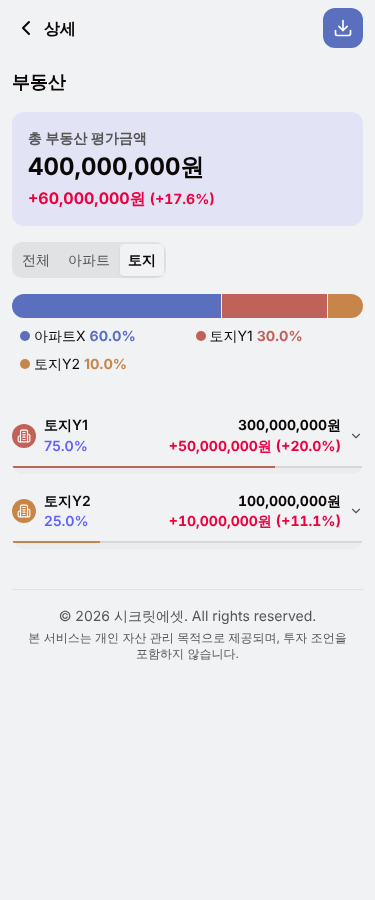 상세
부동산
총 부동산 평가금액
400,000,000원
+60,000,000원 (+17.6%)
전체 아파트 토지
아파트X 60.0% 토지Y1 30.0%
토지Y2 10.0%
토지Y1 300,000,000원
75.0% +50,000,000원 (+20.0%)
토지Y2 100,000,000원
25.0% +10,000,000원 (+11.1%)
© 2026 시크릿에셋. All rights reserved.
본 서비스는 개인 자산 관리 목적으로 제공되며, 투자 조언을
포함하지 않습니다.